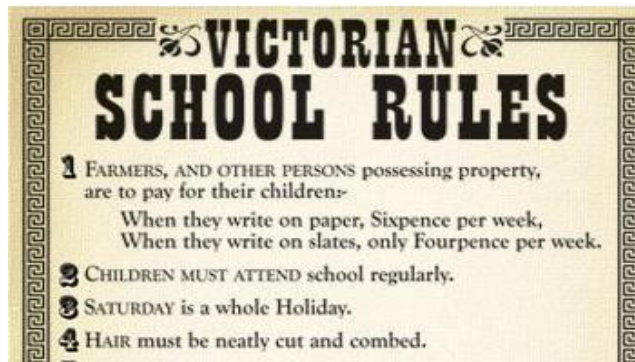 VICTORIAN
SCHOOL RULES
1 FARMERS, AND OTHER PERSONS possessing property,
are to pay for their children:-
When they write on paper, Sixpence per week,
When they write on slates, only Fourpence per week.
2 CHILDREN MUST ATTEND school regularly.
3 SATURDAY is a whole Holiday.
4 HAIR must be neatly cut and combed.